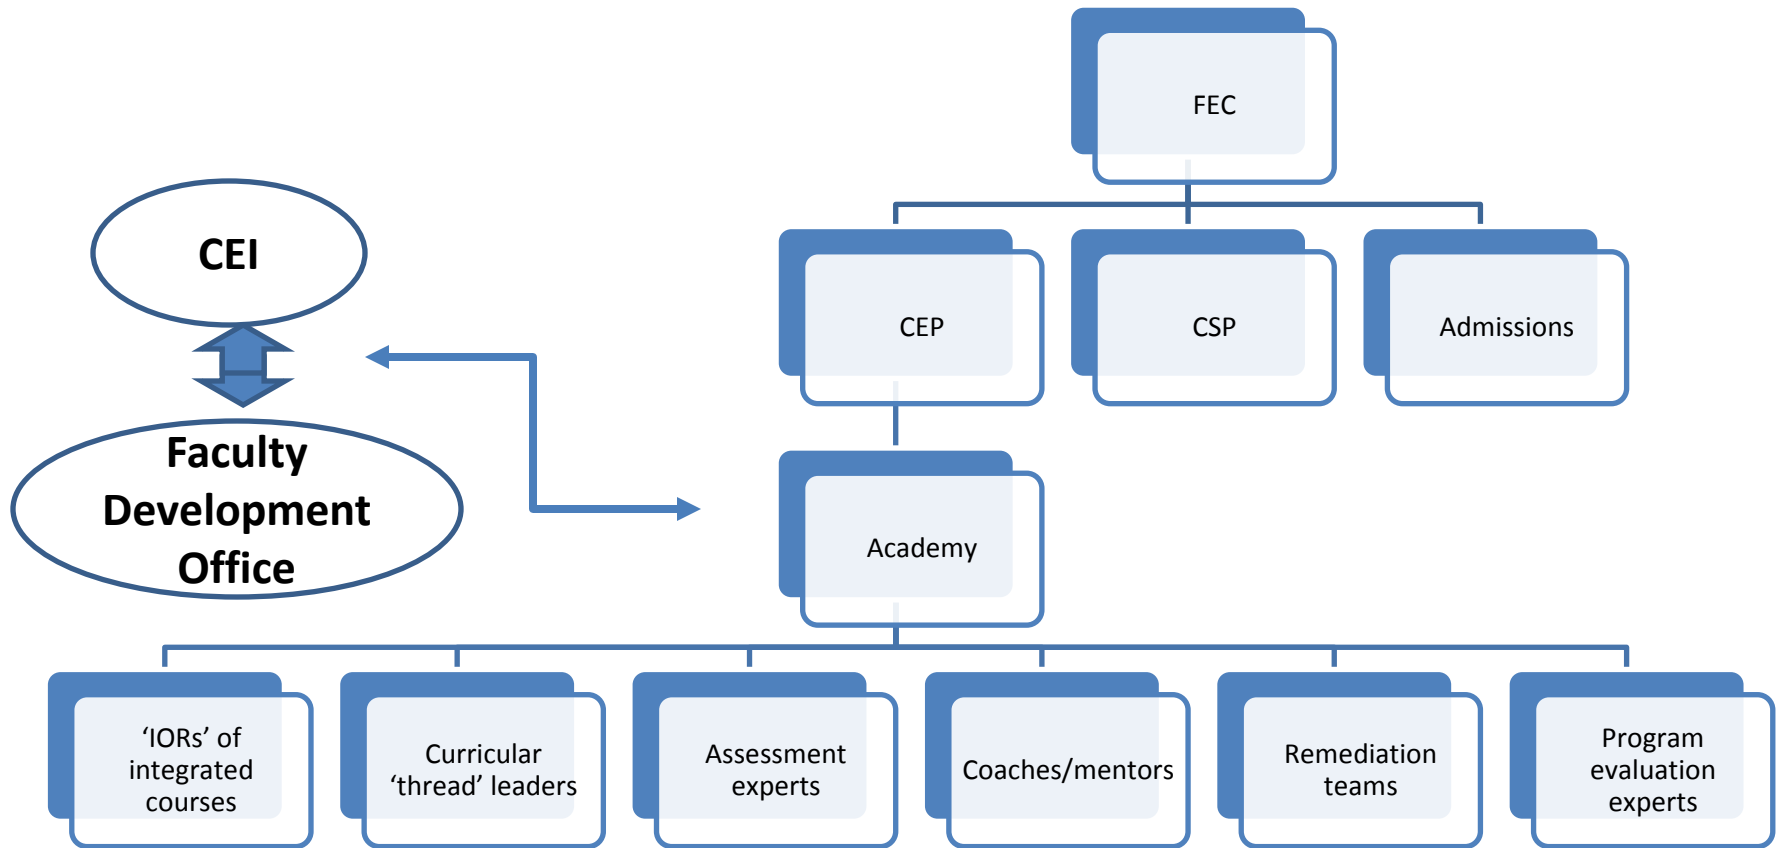 FEC
CEI
CEP
CSP
Admissions
Faculty
Development
Office
Academy
‘IORs’ of
integrated
courses
Curricular
‘thread’ leaders
Assessment
experts
Coaches/mentors
Remediation
teams
Program
evaluation
experts